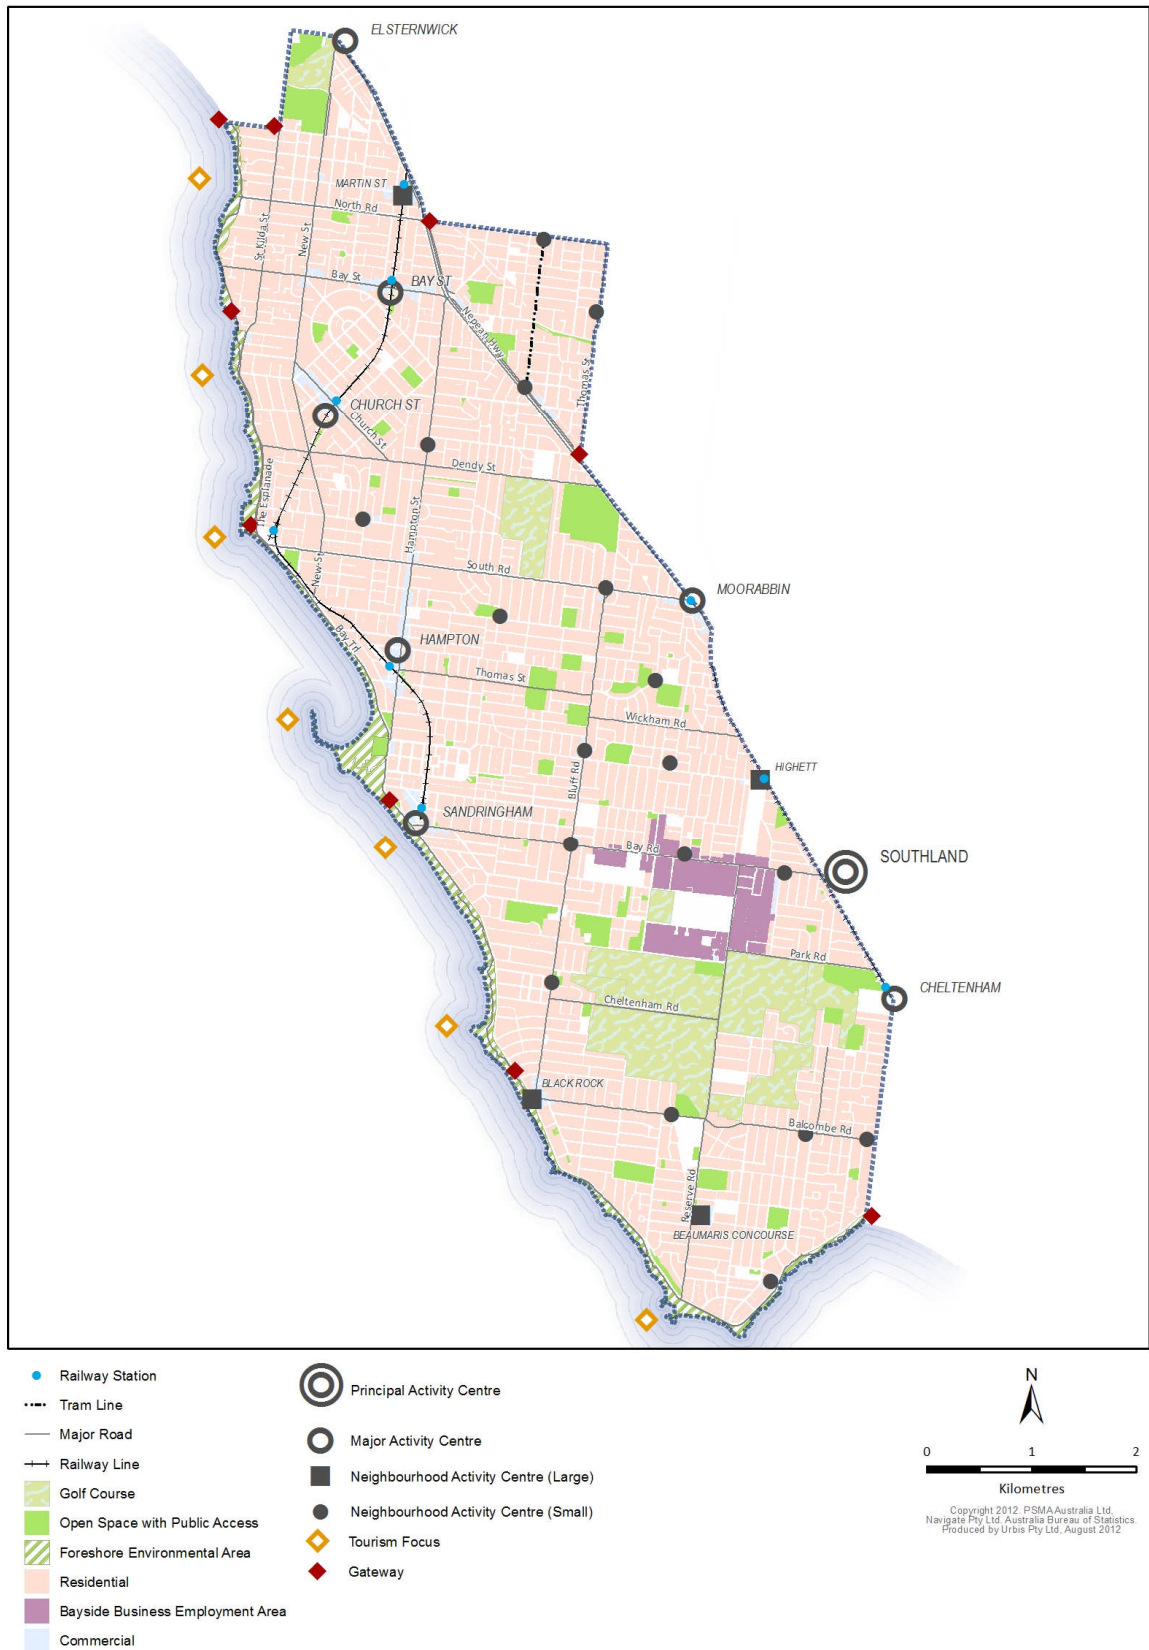 ELSTERNWICK
MARTIN ST
North Rd
St Kilda St
New St
Bay St
BAY ST
Nepean Hwy
Thomas St
CHURCH ST
Church St
Dendy St
The Esplanade
Hampton St
New St
South Rd
MOORABBIN
Bay Trl
HAMPTON
Thomas St
Wickham Rd
Bluff Rd
HIGHETT
SANDRINGHAM
Bay Rd
SOUTHLAND
Park Rd
CHELTENHAM
Cheltenham Rd
BLACK ROCK
Balcombe Rd
Reserve Rd
BEAUMARIS CONCOURSE
Railway Station
Tram Line
Major Road
Railway Line
Golf Course
Open Space with Public Access
Foreshore Environmental Area
Residential
Bayside Business Employment Area
Commercial
Principal Activity Centre
Major Activity Centre
Neighbourhood Activity Centre (Large)
Neighbourhood Activity Centre (Small)
Tourism Focus
Gateway
N
0 1 2
Kilometres
Copyright 2012. PSMA Australia Ltd,
Navigate Pty Ltd. Australia Bureau of Statistics.
Produced by Urbis Pty Ltd, August 2012